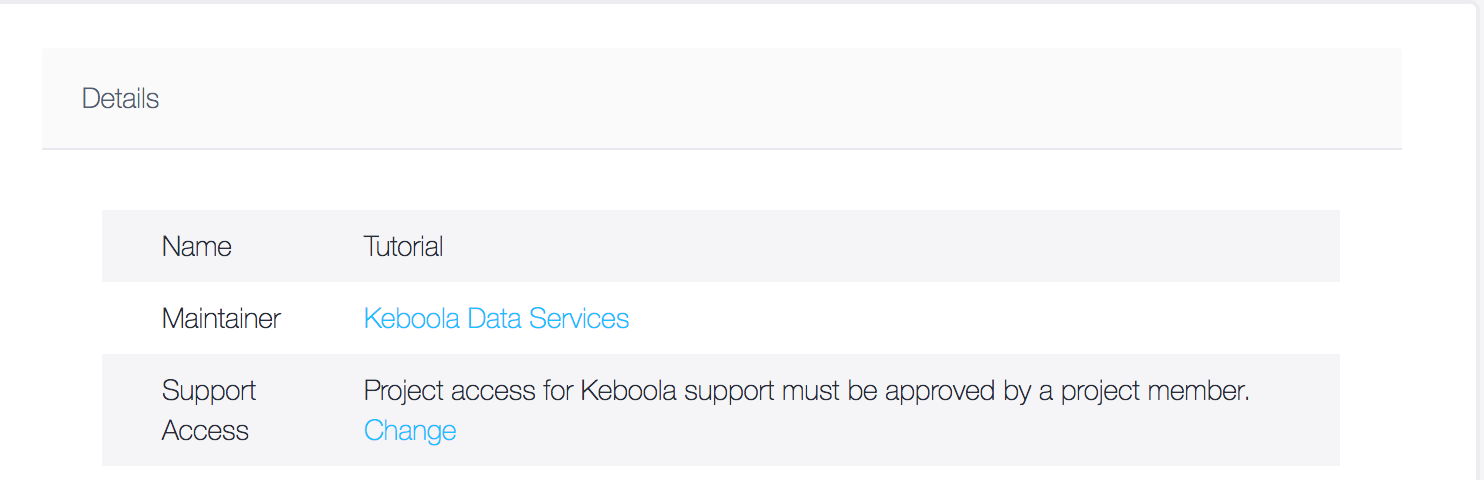 Details
Name Tutorial
Maintainer Keboola Data Services
Support Project access for Keboola support must be approved by a project member.
Access Change